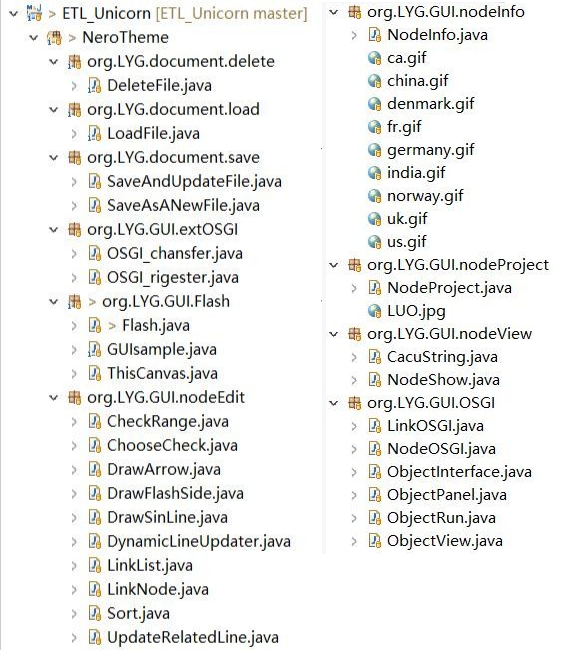 > ETL_Unicorn [ETL_Unicorn master]
> NeroTheme
org.LYG.document.delete
DeleteFile.java
org.LYG.document.load
LoadFile.java
org.LYG.document.save
SaveAndUpdateFile.java
SaveAsANewFile.java
org.LYG.GUI.extOSGI
OSGI_chansfer.java
OSGI_rigester.java
> org.LYG.GUI.Flash
> Flash.java
GUIsample.java
ThisCanvas.java
org.LYG.GUI.nodeEdit
CheckRange.java
ChooseCheck.java
DrawArrow.java
DrawFlashSide.java
DrawSinLine.java
DynamicLineUpdater.java
LinkList.java
LinkNode.java
Sort.java
UpdateRelatedLine.java
org.LYG.GUI.nodeInfo
NodeInfo.java
ca.gif
china.gif
denmark.gif
fr.gif
germany.gif
india.gif
norway.gif
uk.gif
us.gif
org.LYG.GUI.nodeProject
NodeProject.java
LUO.jpg
org.LYG.GUI.nodeView
CacuString.java
NodeShow.java
org.LYG.GUI.OSGI
LinkOSGI.java
NodeOSGI.java
ObjectInterface.java
ObjectPanel.java
ObjectRun.java
ObjectView.java